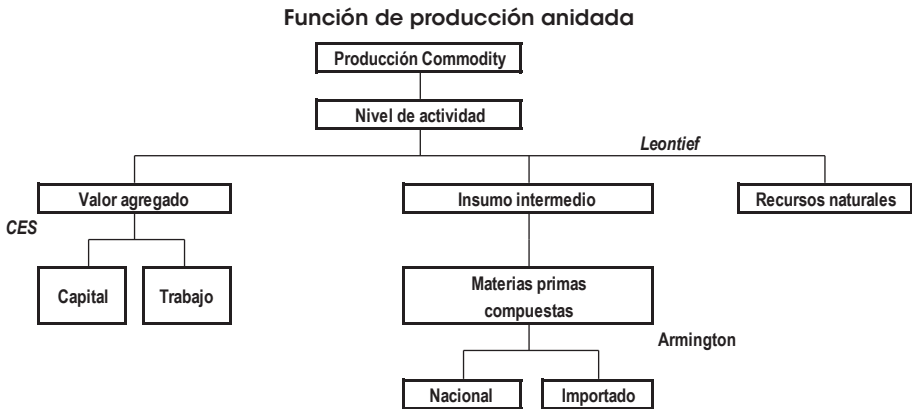 Función de producción anidada
Producción Commodity
Nivel de actividad
Leontief
Valor agregado
Insumo intermedio
Recursos naturales
CES
Capital
Trabajo
Materias primas
compuestas
Armington
Nacional
Importado